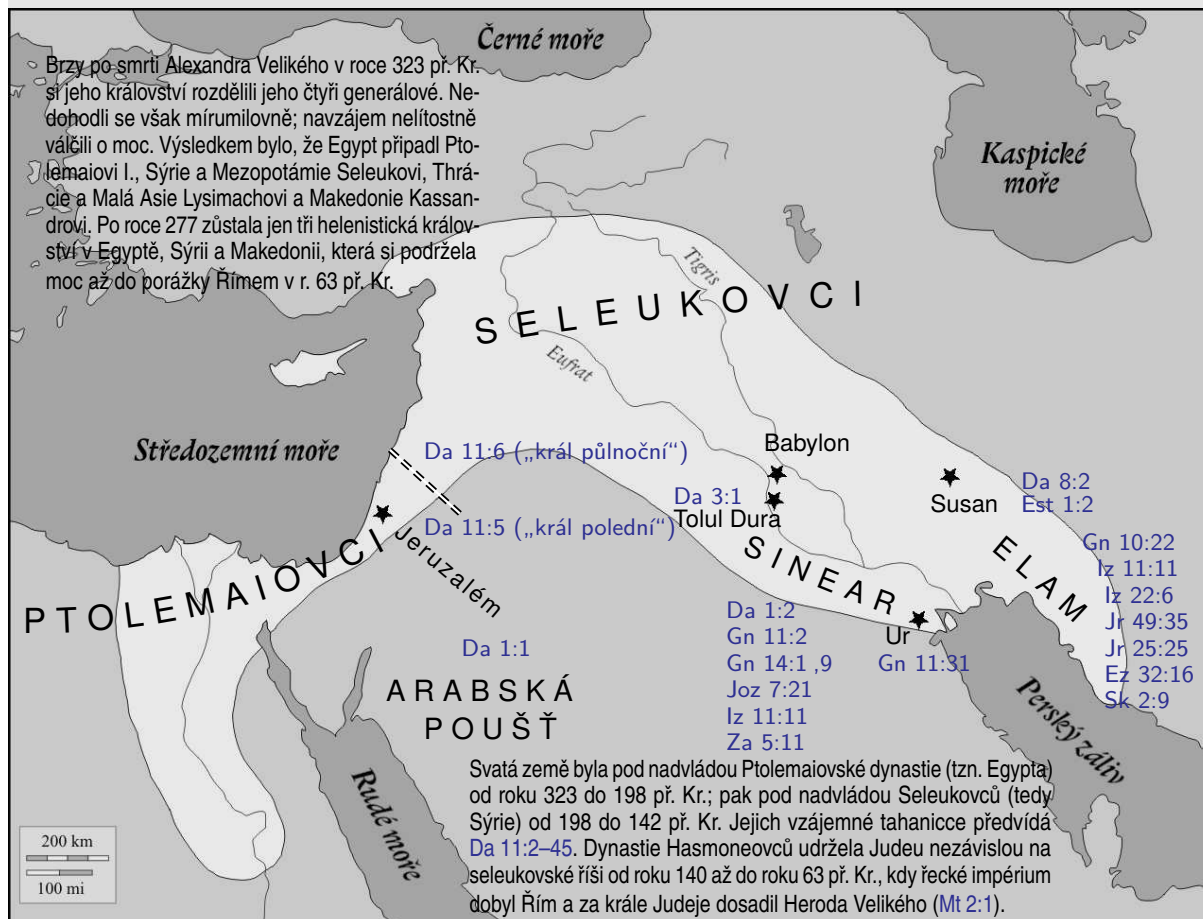 Černé moře
Brzy po smrti Alexandra Velikého v roce 323 př. Kr.
si jeho království rozdělili jeho čtyři generálové. Ne-
dohodli se však mírumilovně; navzájem nelítostně
válčili o moc. Výsledkem bylo, že Egypt připadl Pto-
lemaiovi I., Sýrie a Mezopotámie Seleukovi, Thrá-
cie a Malá Asie Lysimachovi a Makedonie Kassan-
drovi. Po roce 277 zůstala jen tři helenistická králov-
ství v Egyptě, Sýrii a Makedonii, která si podržela
moc až do porážky Římem v r. 63 př. Kr.
Kaspické
moře
Tigris
SELEUKOVCI
Eufrat
Středozemní moře
Da 11:6 („král půlnoční“)
Da 11:5 („král polední“)
Babylon
Da 3:1
Tolul Dura
Susan
Da 8:2
Est 1:2
PTOLEMAIOVCI
Jeruzalém
SINEAR
ELAM
Gn 10:22
Iz 11:11
Iz 22:6
Jr 49:35
Jr 25:25
Ez 32:16
Sk 2:9
Da 1:1
Da 1:2
Gn 11:2
Gn 14:1 ,9
Joz 7:21
Iz 11:11
Za 5:11
Ur
Gn 11:31
ARABSKÁ
POUŠŤ
Perský záliv
Rudé moře
Svatá země byla pod nadvládou Ptolemaiovské dynastie (tzn. Egypta)
od roku 323 do 198 př. Kr.; pak pod nadvládou Seleukovců (tedy
Sýrie) od 198 do 142 př. Kr. Jejich vzájemné tahanicce předvídá
Da 11:2–45. Dynastie Hasmoneovců udržela Judeu nezávislou na
seleukovské říši od roku 140 až do roku 63 př. Kr., kdy řecké impérium
dobyl Řím a za krále Judeje dosadil Heroda Velikého (Mt 2:1).
200 km
100 mi